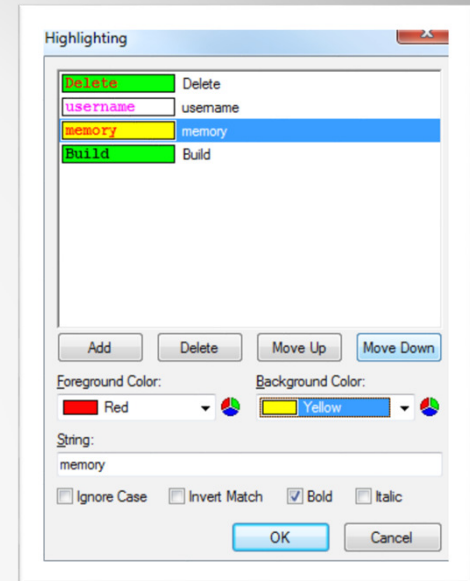 Highlighting
Delete Delete
username username
memory memory
Build Build
Add Delete Move Up Move Down
Foreground Color: Background Color:
Red Yellow
String:
memory
Ignore Case Invert Match Bold Italic
OK Cancel